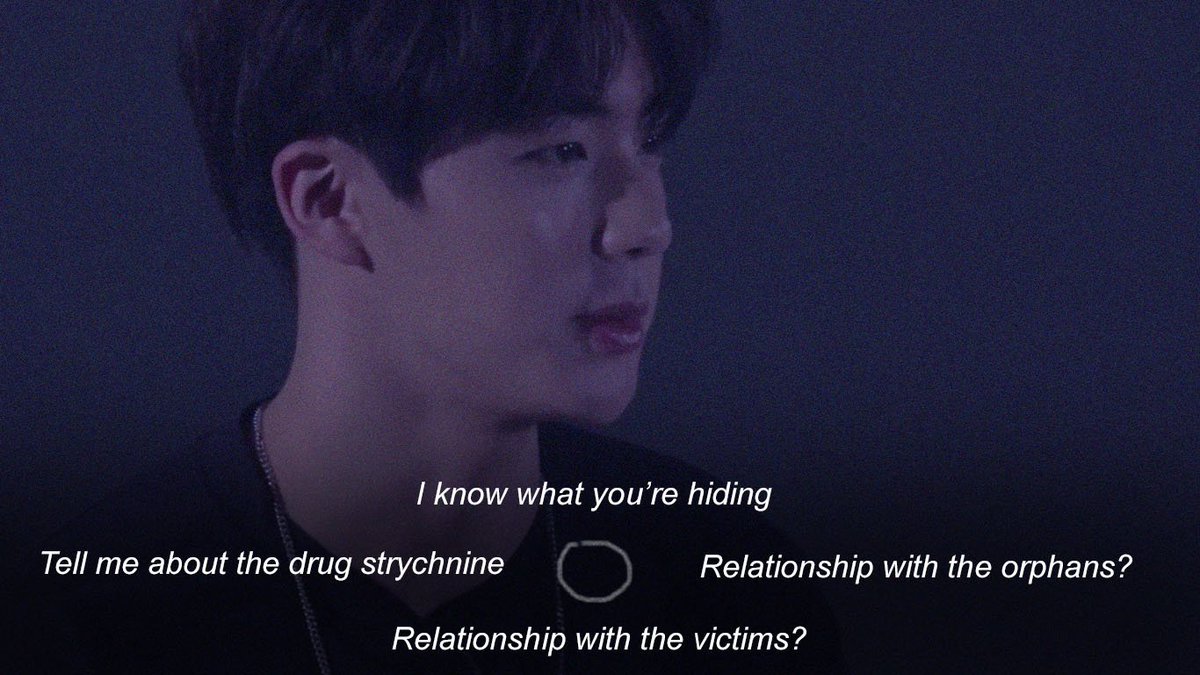 I know what you’re hiding
Tell me about the drug strychnine
Relationship with the orphans?
Relationship with the victims?